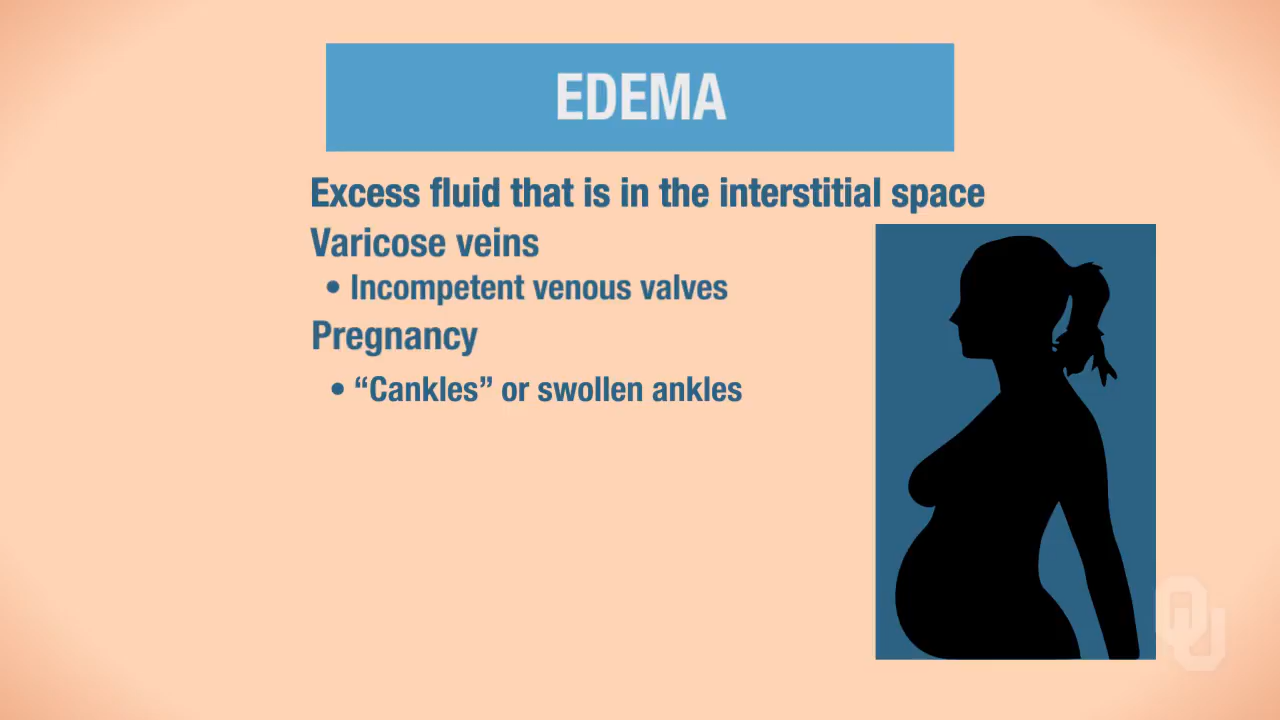 EDEMA
Excess fluid that is in the interstitial space
Varicose veins
• Incompetent venous valves
Pregnancy
• “Cankles” or swollen ankles
OU